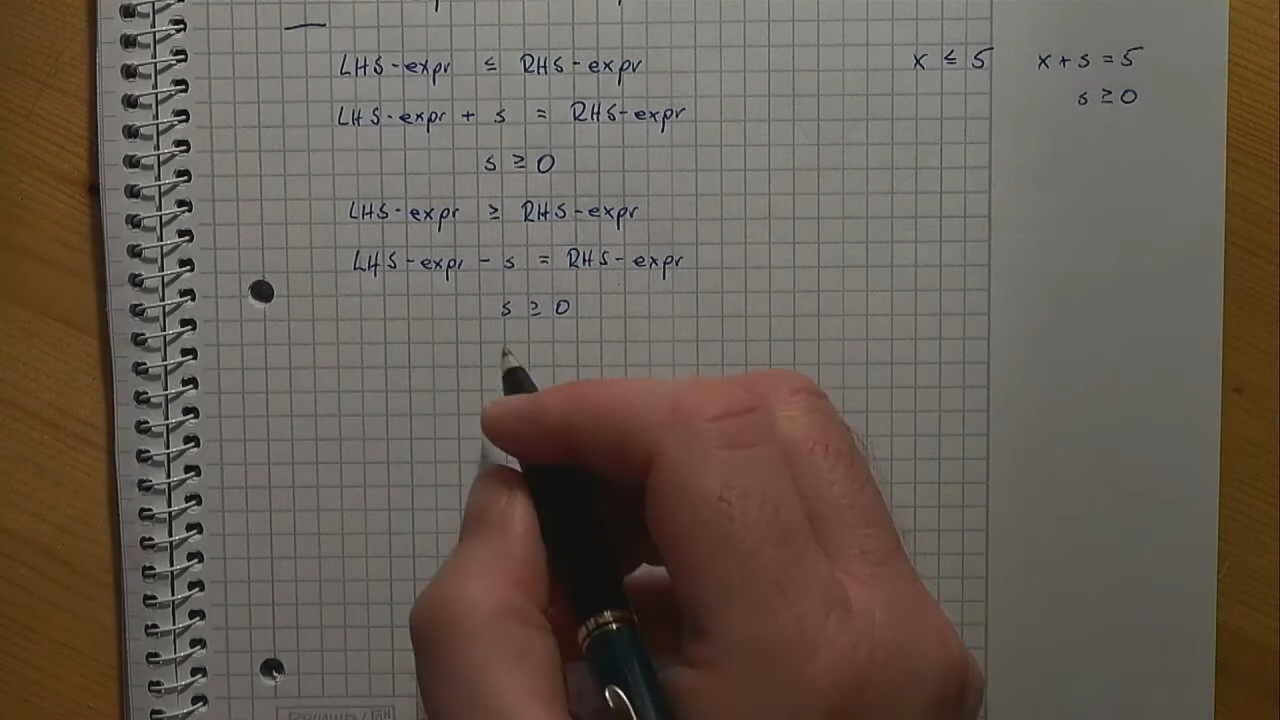 LHS-expr ≤ RHS-expr
LHS-expr + s = RHS-expr
s ≥ 0
LHS-expr ≥ RHS-expr
LHS-expr - s = RHS-expr
s ≥ 0
x ≤ 5 x + s = 5
s ≥ 0